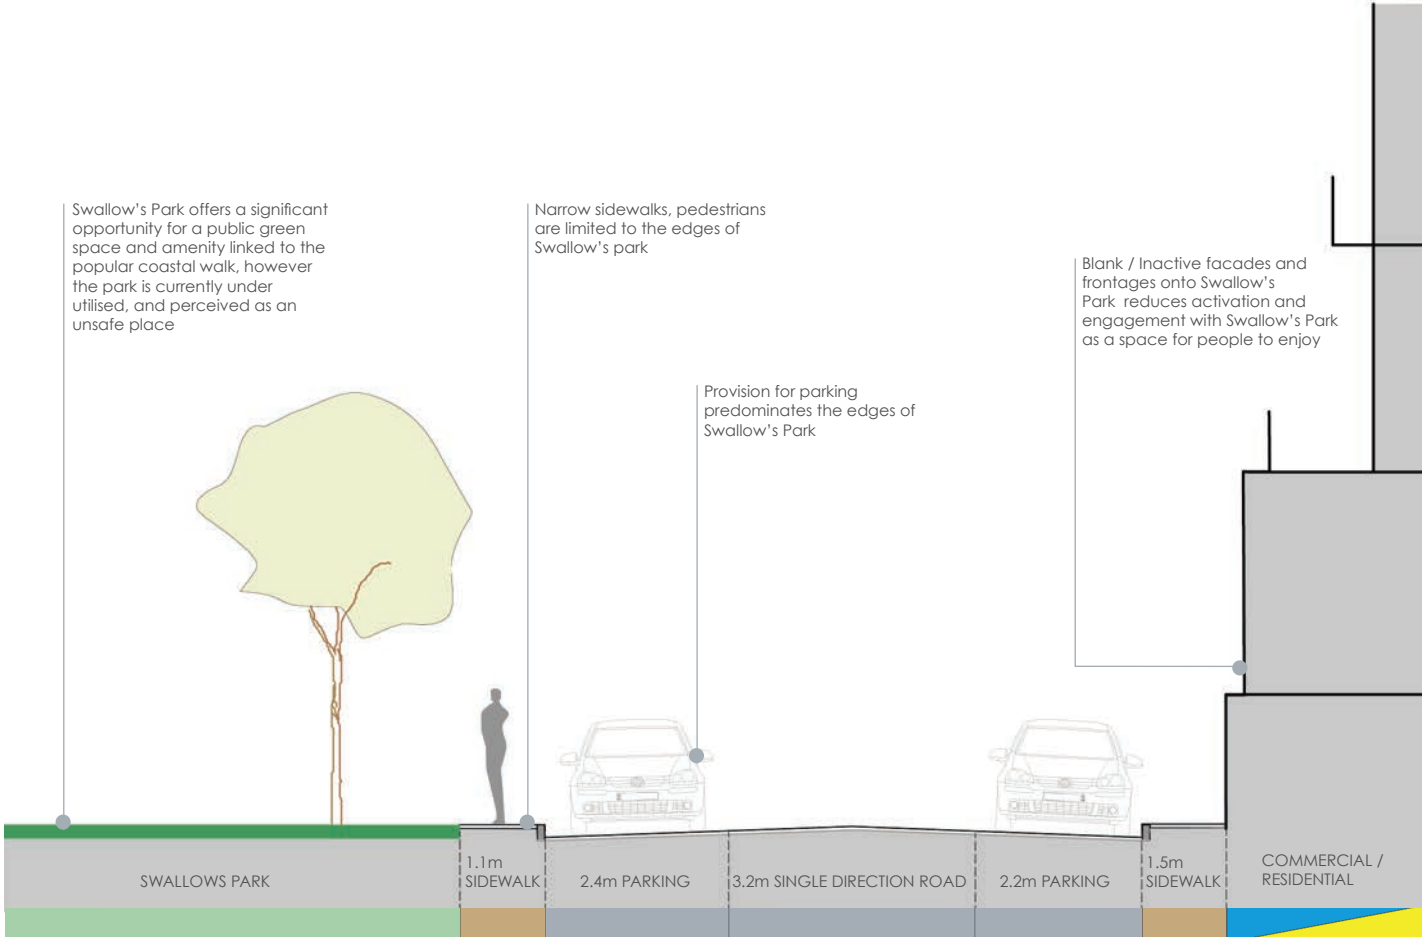 Swallow's Park offers a significant
opportunity for a public green
space and amenity linked to the
popular coastal walk, however
the park is currently under
utilised, and perceived as an
unsafe place
Narrow sidewalks, pedestrians
are limited to the edges of
Swallow's park
Blank / Inactive facades and
frontages onto Swallow's
Park reduces activation and
engagement with Swallow's Park
as a space for people to enjoy
Provision for parking
predominates the edges of
Swallow's Park
SWALLOWS PARK
1.1m
SIDEWALK
2.4m PARKING
3.2m SINGLE DIRECTION ROAD
2.2m PARKING
1.5m
SIDEWALK
COMMERCIAL /
RESIDENTIAL